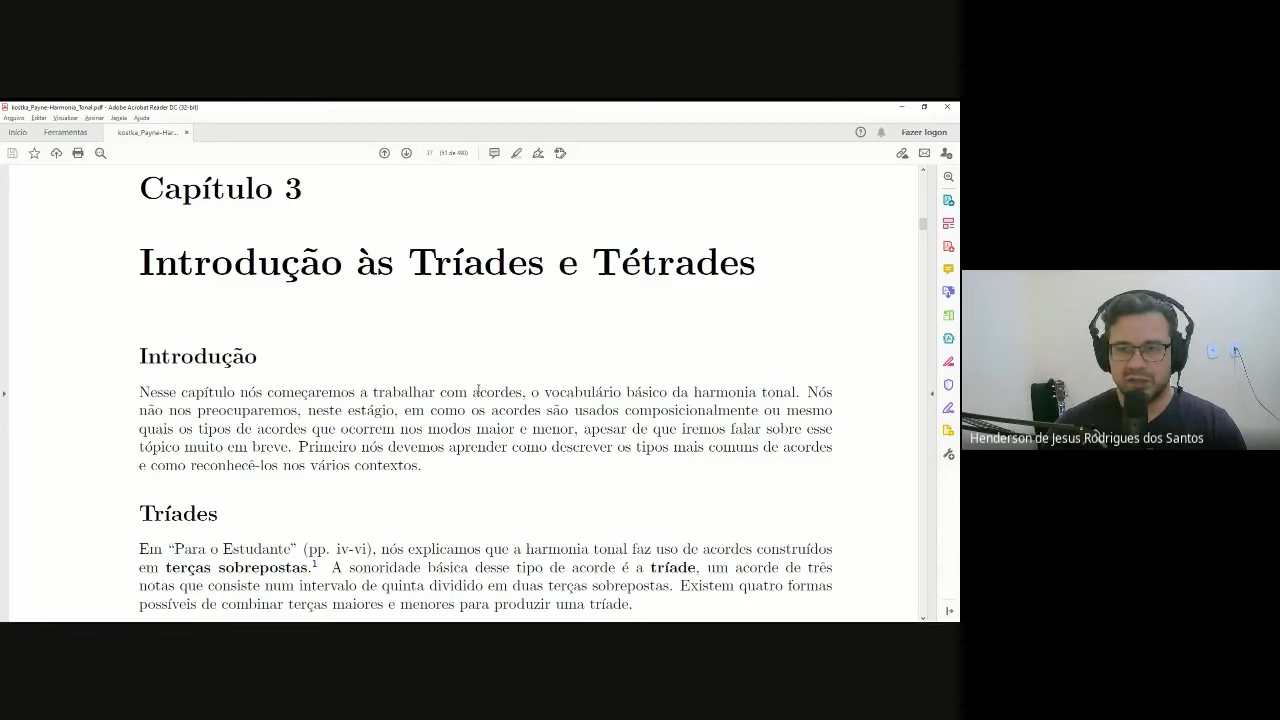 kostka_Payne-Harmonia_Tonal.pdf - Adobe Acrobat Reader DC (32-bit)
Arquivo Editar Visualizar Assinar Janela Ajuda
Início Ferramentas kostka_Payne-Har... × Fazer logon
37 (51 de 490)
Capítulo 3
Introdução às Tríades e Tétrades
Introdução
Nesse capítulo nós começaremos a trabalhar com acordes, o vocabulário básico da harmonia tonal. Nós
não nos preocuparemos, neste estágio, em como os acordes são usados composicionalmente ou mesmo
quais os tipos de acordes que ocorrem nos modos maior e menor, apesar de que iremos falar sobre esse
tópico muito em breve. Primeiro nós devemos aprender como descrever os tipos mais comuns de acordes
e como reconhecê-los nos vários contextos.
Tríades
Em “Para o Estudante” (pp. iv-vi), nós explicamos que a harmonia tonal faz uso de acordes construídos
em terças sobrepostas.1 A sonoridade básica desse tipo de acorde é a tríade, um acorde de três
notas que consiste num intervalo de quinta dividido em duas terças sobrepostas. Existem quatro formas
possíveis de combinar terças maiores e menores para produzir uma tríade.
Henderson de Jesus Rodrigues dos Santos